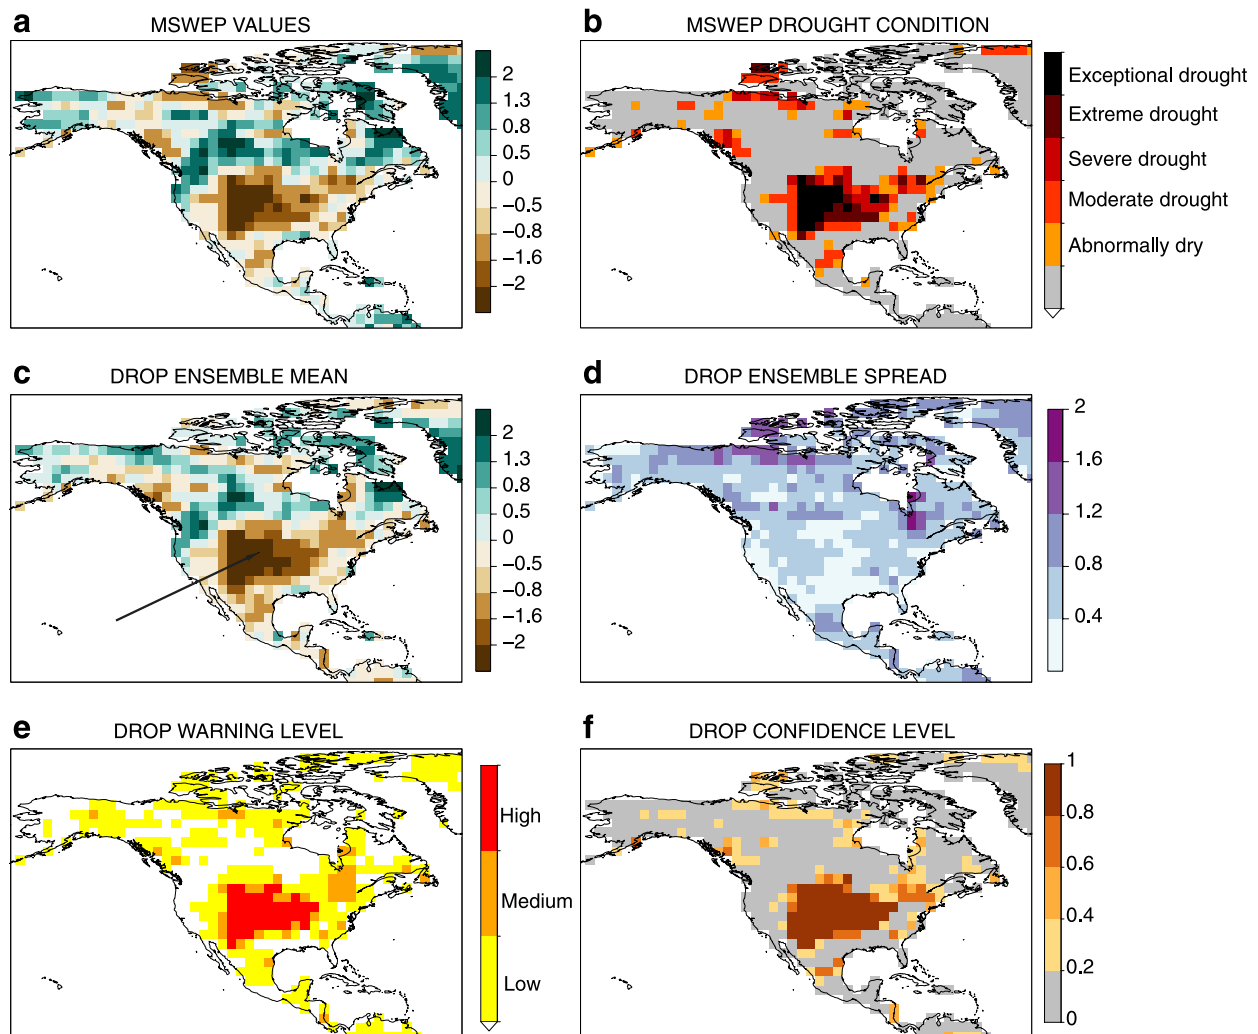 a MSWEP VALUES
2
1.3
0.8
0.5
0
−0.5
−0.8
−1.6
−2
b MSWEP DROUGHT CONDITION
Exceptional drought
Extreme drought
Severe drought
Moderate drought
Abnormally dry
c DROP ENSEMBLE MEAN
2
1.3
0.8
0.5
0
−0.5
−0.8
−1.6
−2
d DROP ENSEMBLE SPREAD
2
1.6
1.2
0.8
0.4
e DROP WARNING LEVEL
High
Medium
Low
f DROP CONFIDENCE LEVEL
1
0.8
0.6
0.4
0.2
0